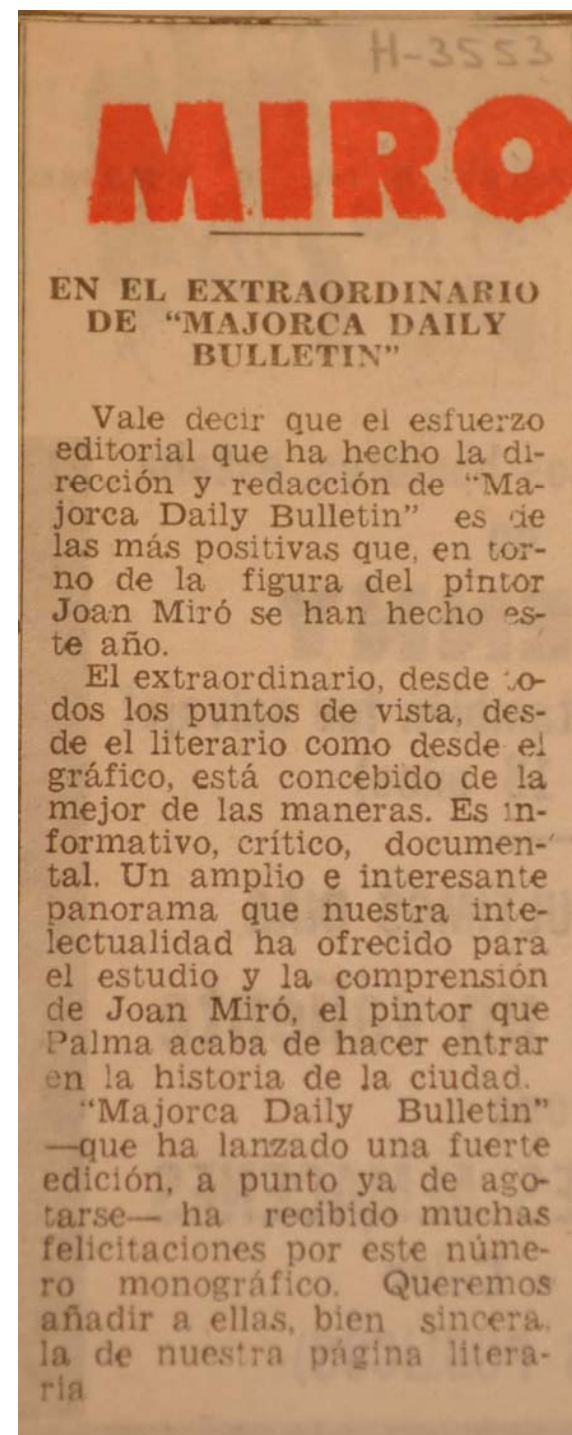 H-3553
MIRO
EN EL EXTRAORDINARIO
DE “MAJORCA DAILY
BULLETIN”
Vale decir que el esfuerzo
editorial que ha hecho la di-
rección y redacción de “Ma-
jorca Daily Bulletin” es de
las más positivas que, en tor-
no de la figura del pintor
Joan Miró se han hecho es-
te año.
El extraordinario, desde to-
dos los puntos de vista, des-
de el literario como desde el
gráfico, está concebido de la
mejor de las maneras. Es in-
formativo, crítico, documen-
tal. Un amplio e interesante
panorama que nuestra inte-
lectualidad ha ofrecido para
el estudio y la comprensión
de Joan Miró, el pintor que
Palma acaba de hacer entrar
en la historia de la ciudad.
“Majorca Daily Bulletin”
—que ha lanzado una fuerte
edición, a punto ya de ago-
tarse— ha recibido muchas
felicitaciones por este núme-
ro monográfico. Queremos
añadir a ellas, bien sincera,
la de nuestra página litera-
ria